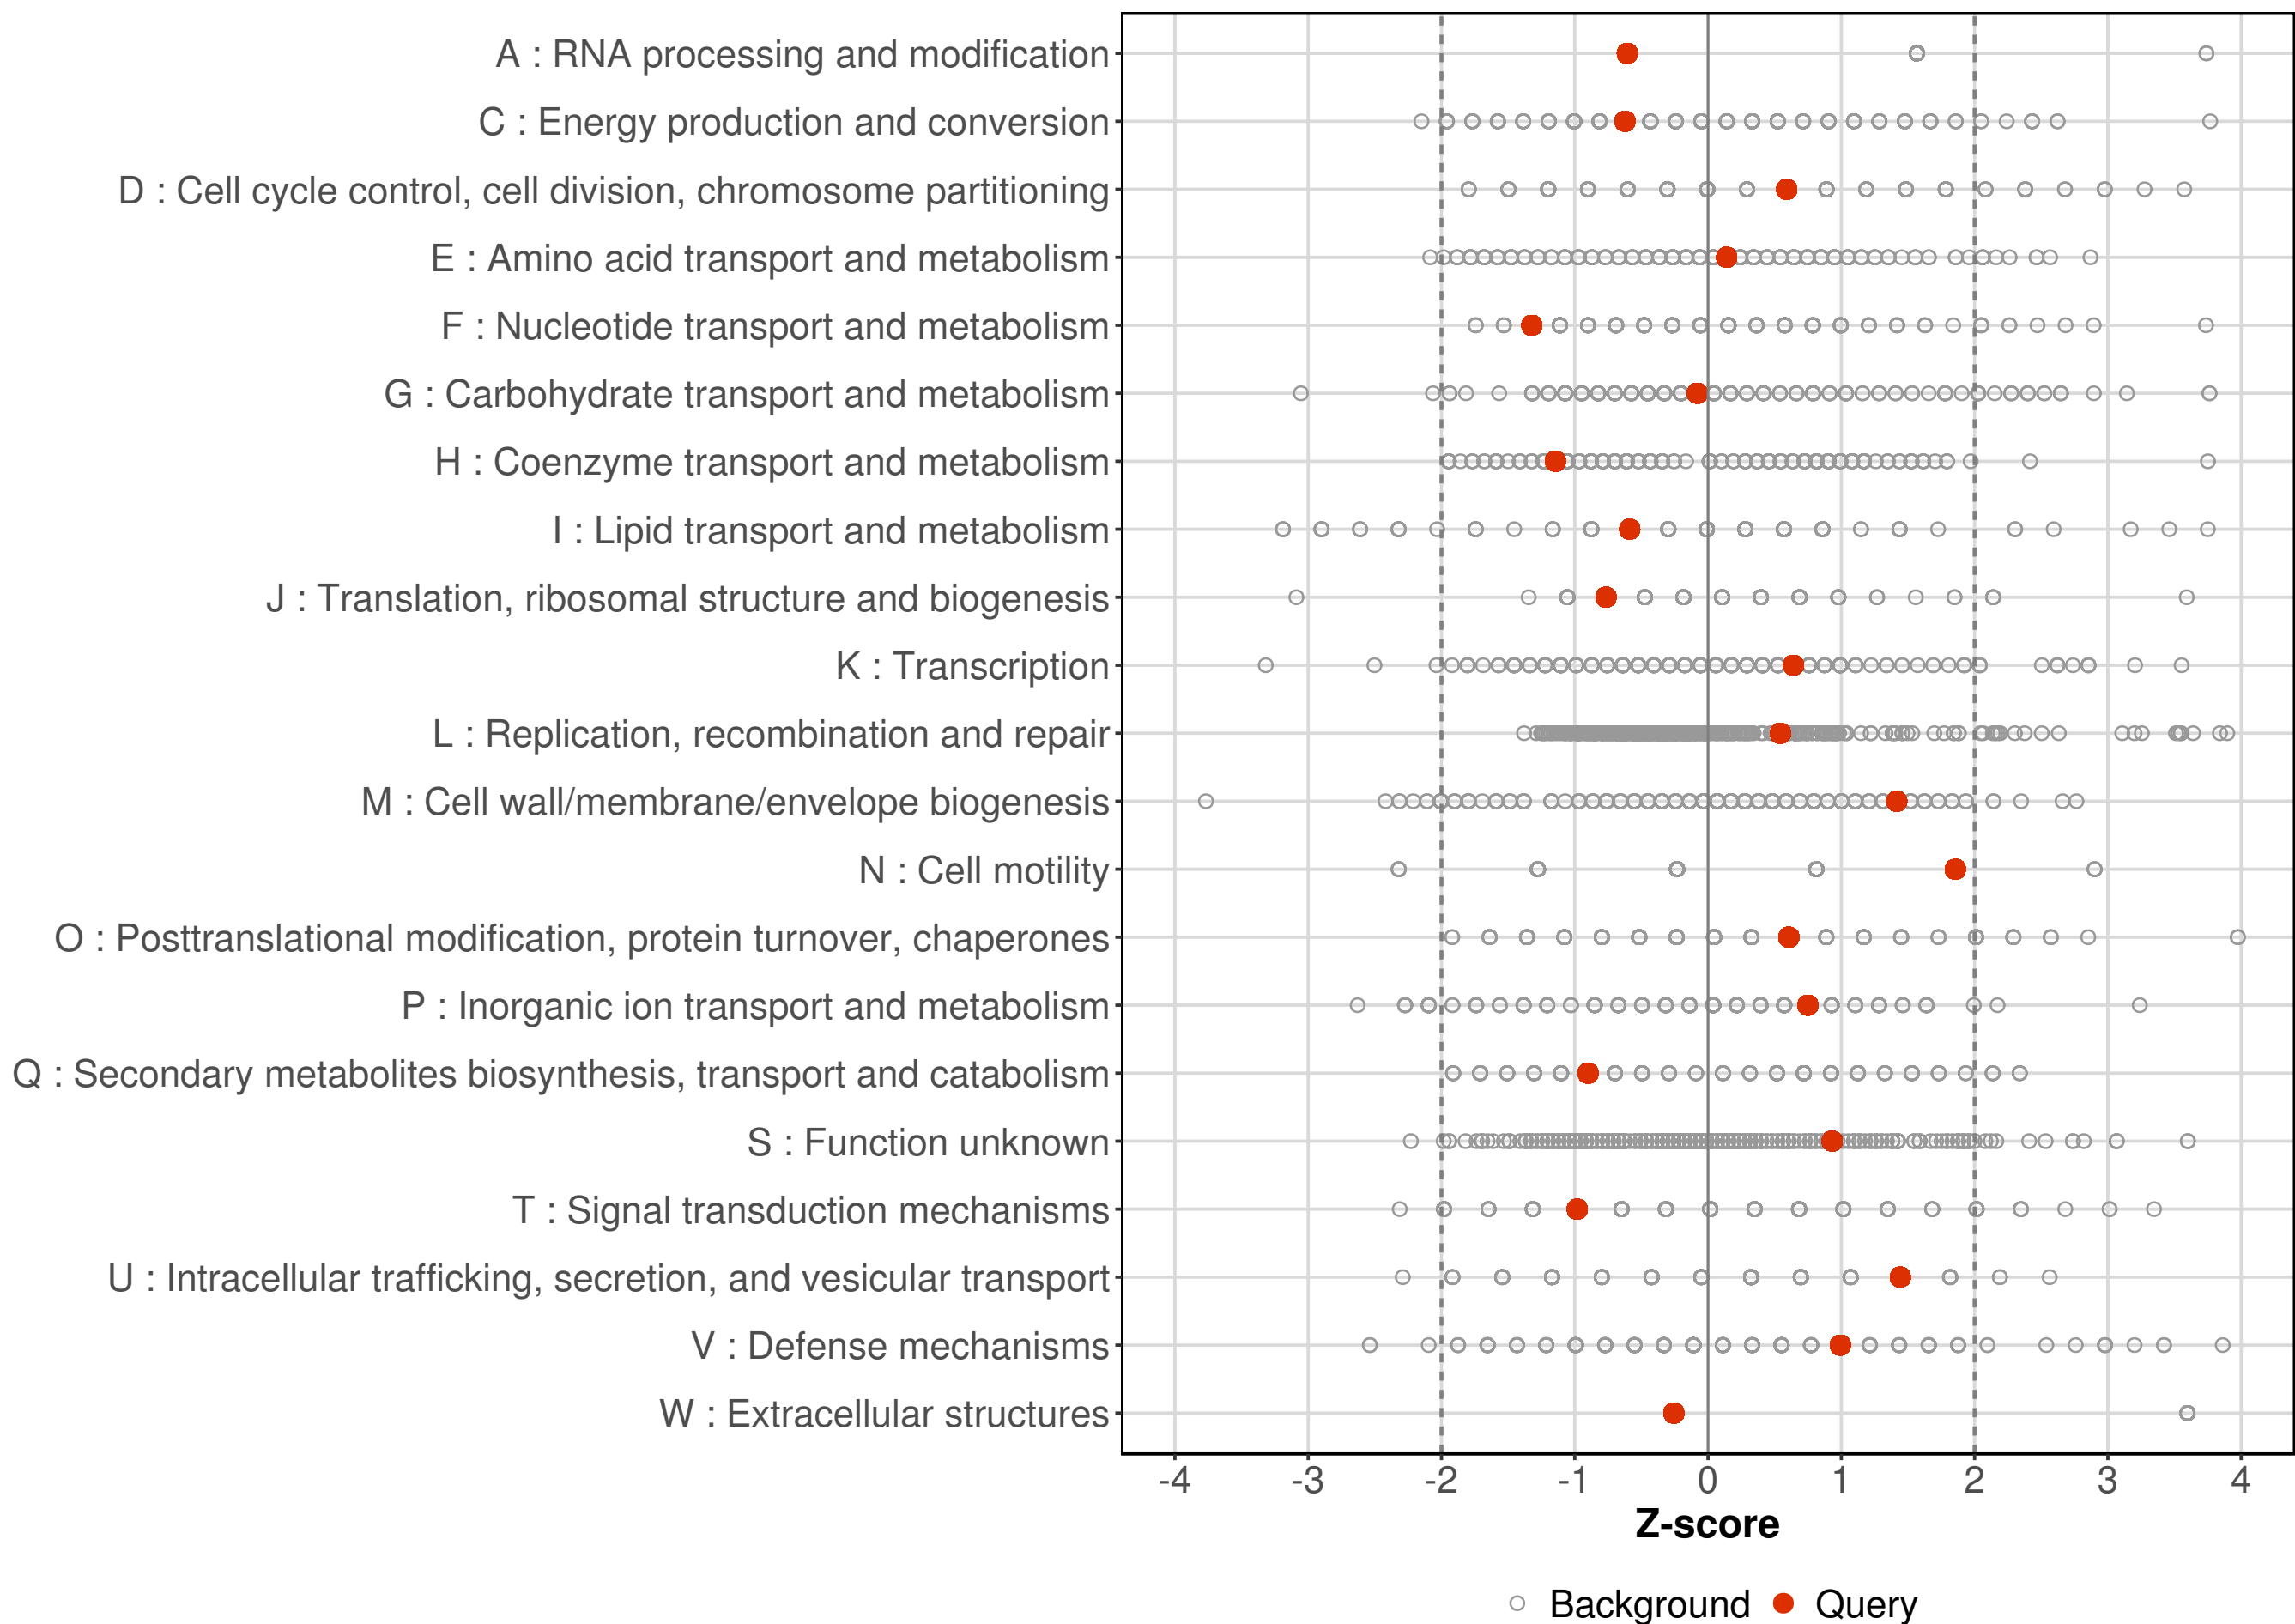 A : RNA processing and modification
C : Energy production and conversion
D : Cell cycle control, cell division, chromosome partitioning
E : Amino acid transport and metabolism
F : Nucleotide transport and metabolism
G : Carbohydrate transport and metabolism
H : Coenzyme transport and metabolism
I : Lipid transport and metabolism
J : Translation, ribosomal structure and biogenesis
K : Transcription
L : Replication, recombination and repair
M : Cell wall/membrane/envelope biogenesis
N : Cell motility
O : Posttranslational modification, protein turnover, chaperones
P : Inorganic ion transport and metabolism
Q : Secondary metabolites biosynthesis, transport and catabolism
S : Function unknown
T : Signal transduction mechanisms
U : Intracellular trafficking, secretion, and vesicular transport
V : Defense mechanisms
W : Extracellular structures
-4 -3 -2 -1 0 1 2 3 4
Z-score
Background Query